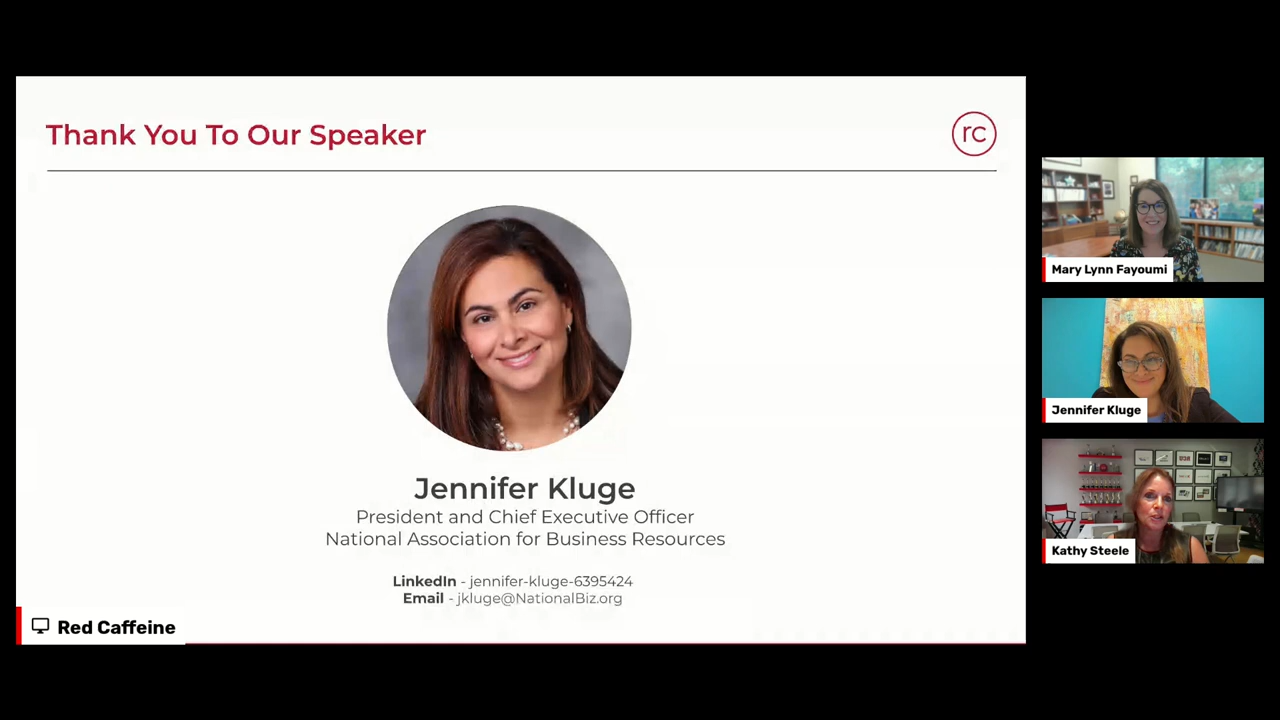 Thank You To Our Speaker
rc
Jennifer Kluge
President and Chief Executive Officer
National Association for Business Resources
LinkedIn - jennifer-kluge-6395424
Email - jkluge@NationalBiz.org
Red Caffeine
Mary Lynn Fayoumi
Jennifer Kluge
Kathy Steele